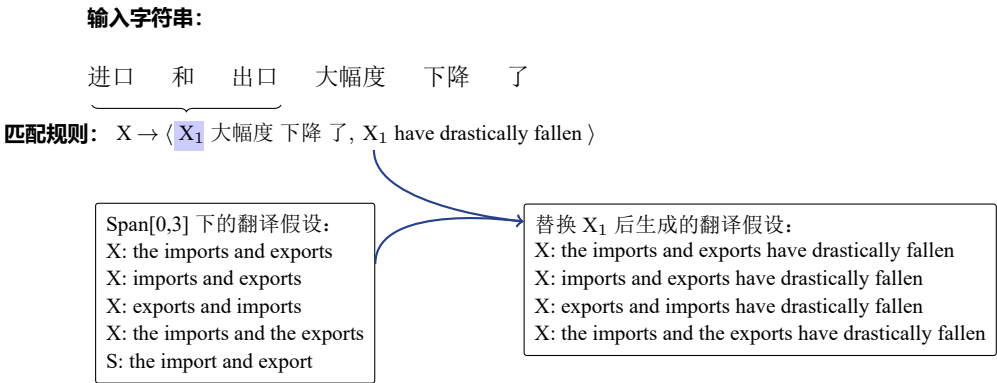 输入字符串：
进口 和 出口 大幅度 下降 了
匹配规则： X → ⟨ X₁ 大幅度 下降 了, X₁ have drastically fallen ⟩
Span[0,3] 下的翻译假设：
X: the imports and exports
X: imports and exports
X: exports and imports
X: the imports and the exports
S: the import and export
替换 X₁ 后生成的翻译假设：
X: the imports and exports have drastically fallen
X: imports and exports have drastically fallen
X: exports and imports have drastically fallen
X: the imports and the exports have drastically fallen